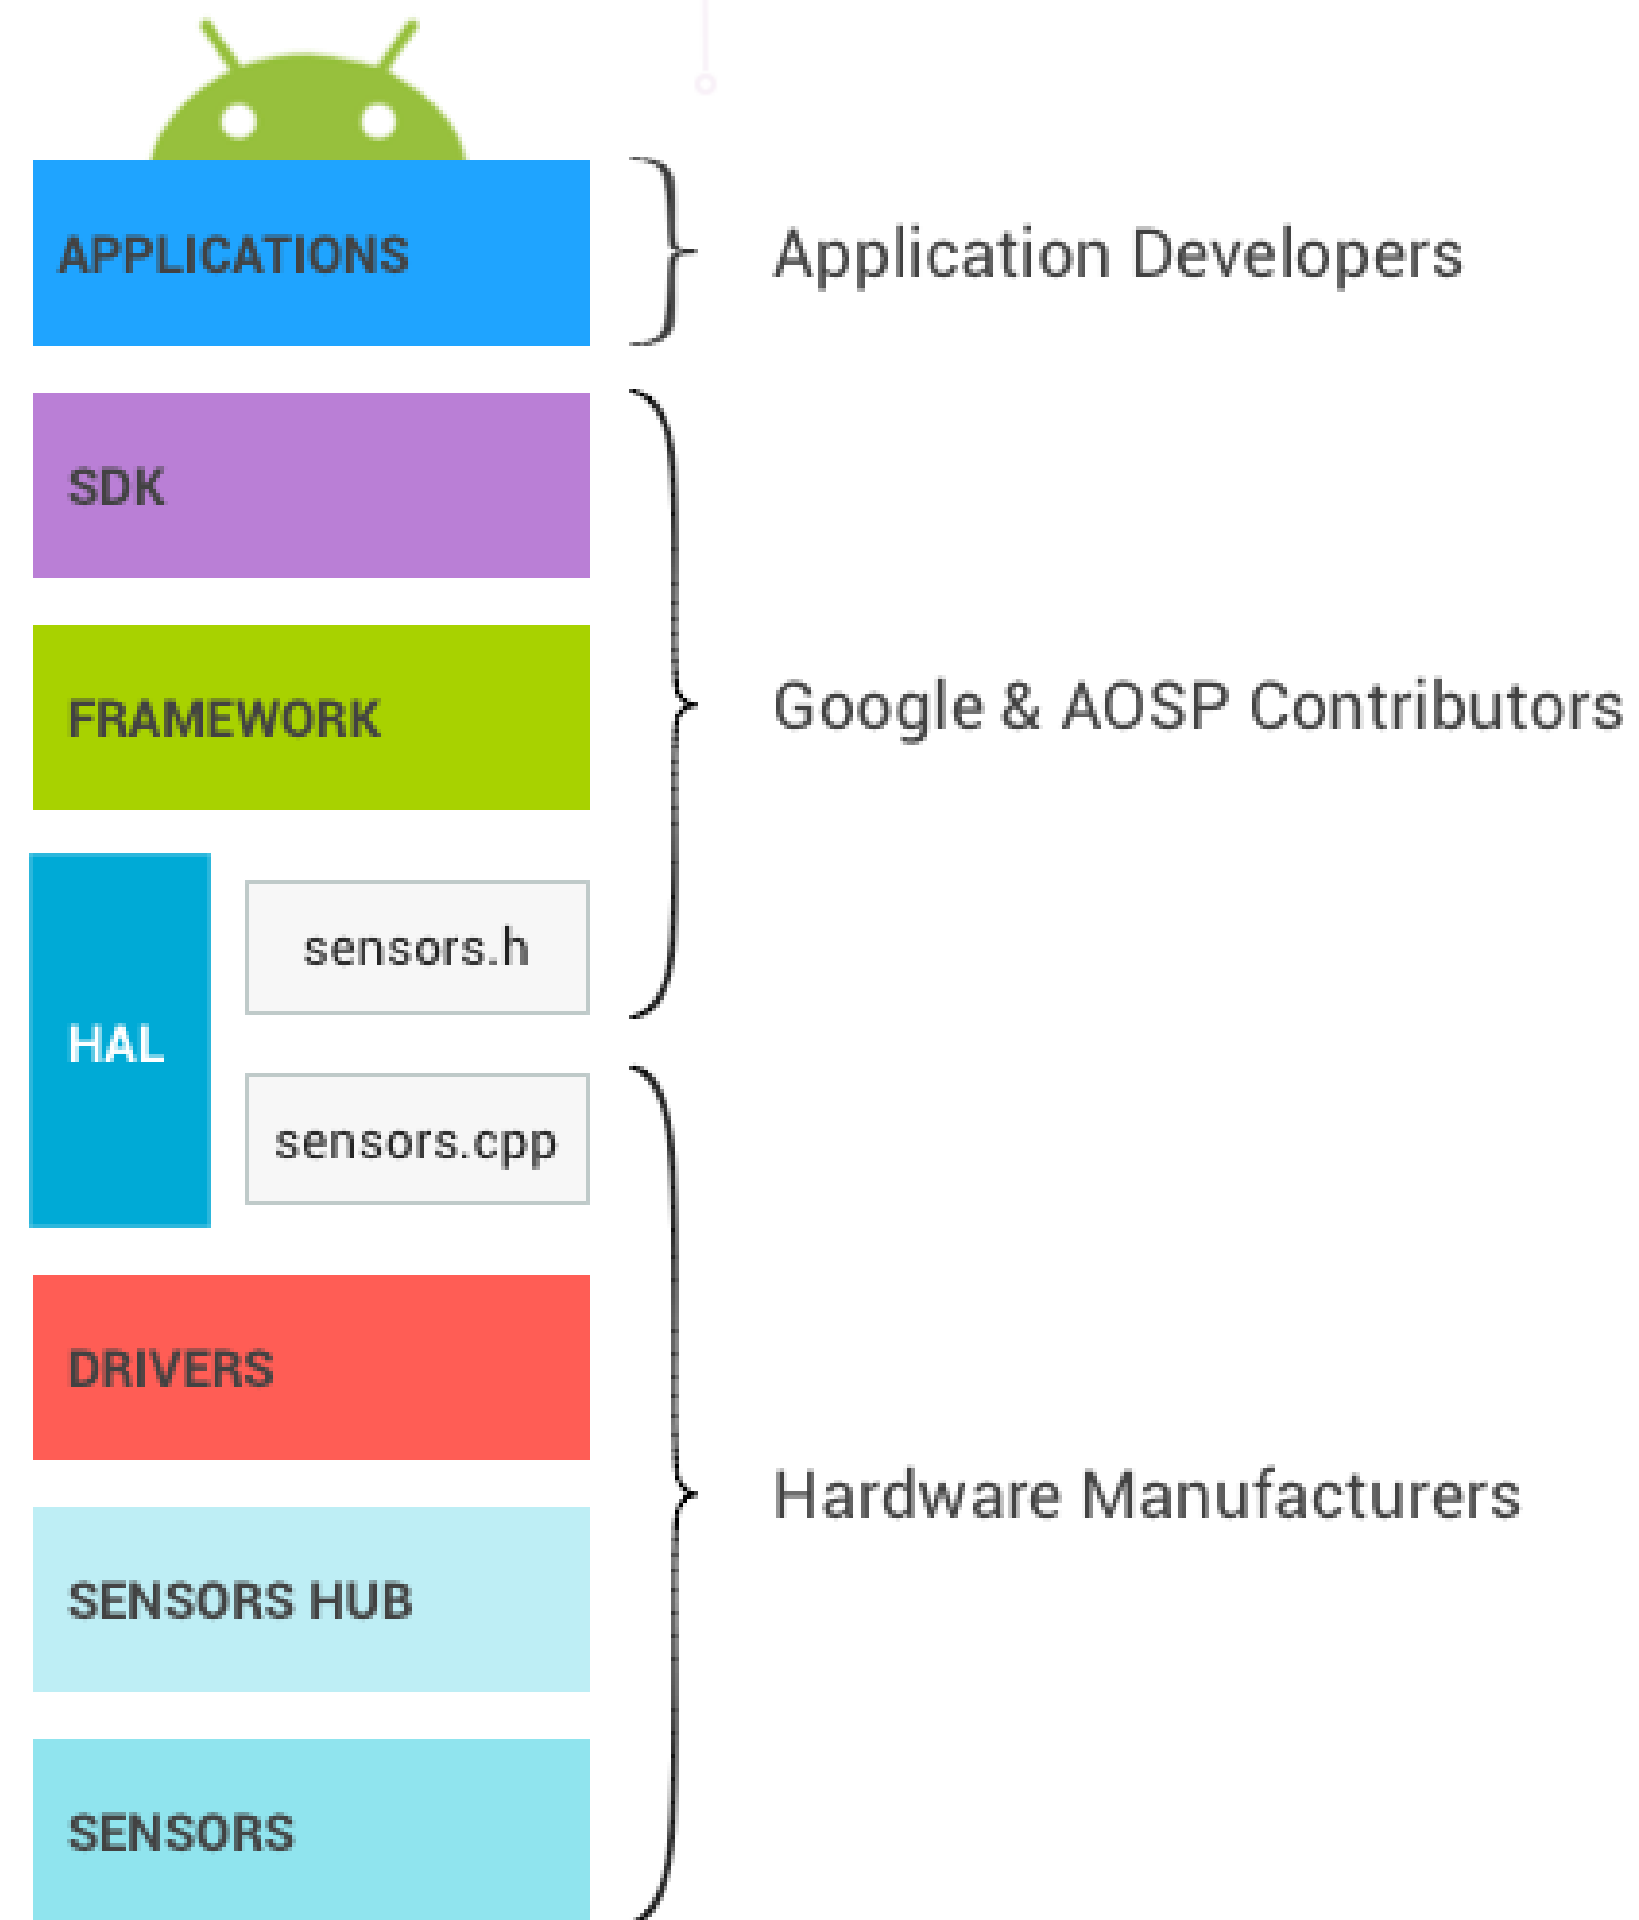 APPLICATIONS
Application Developers
SDK
FRAMEWORK
Google & AOSP Contributors
HAL
sensors.h
sensors.cpp
DRIVERS
Hardware Manufacturers
SENSORS HUB
SENSORS